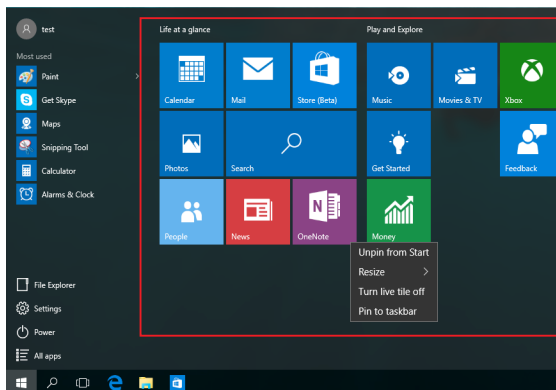 test
Most used
Paint
Get Skype
Maps
Snipping Tool
Calculator
Alarms & Clock
File Explorer
Settings
Power
All apps
Life at a glance
Play and Explore
Calendar
Mail
Store (Beta)
Music
Movies & TV
Xbox
Photos
Search
Get Started
Feedback
People
News
OneNote
Money
Unpin from Start
Resize
Turn live tile off
Pin to taskbar